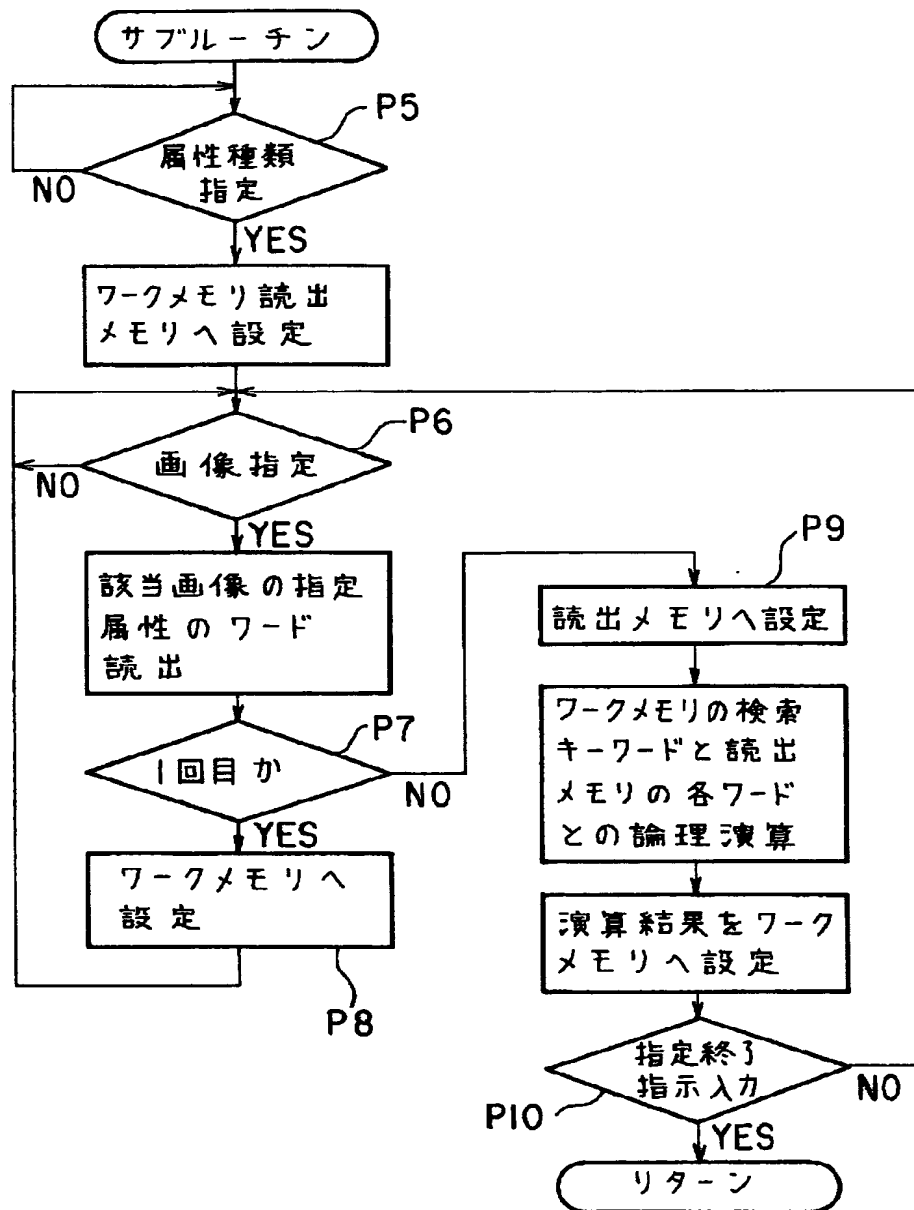 サブルーチン
P5
属性種類
指定
NO
YES
ワークメモリ読出
メモリへ設定
P6
画像指定
NO
YES
該当画像の指定
属性のワード
読出
P7
1回目か
NO
YES
ワークメモリへ
設定
P8
P9
読出メモリへ設定
ワークメモリの検索
キーワードと読出
メモリの各ワード
との論理演算
演算結果をワーク
メモリへ設定
指定終了
指示入力
NO
P10
YES
リターン